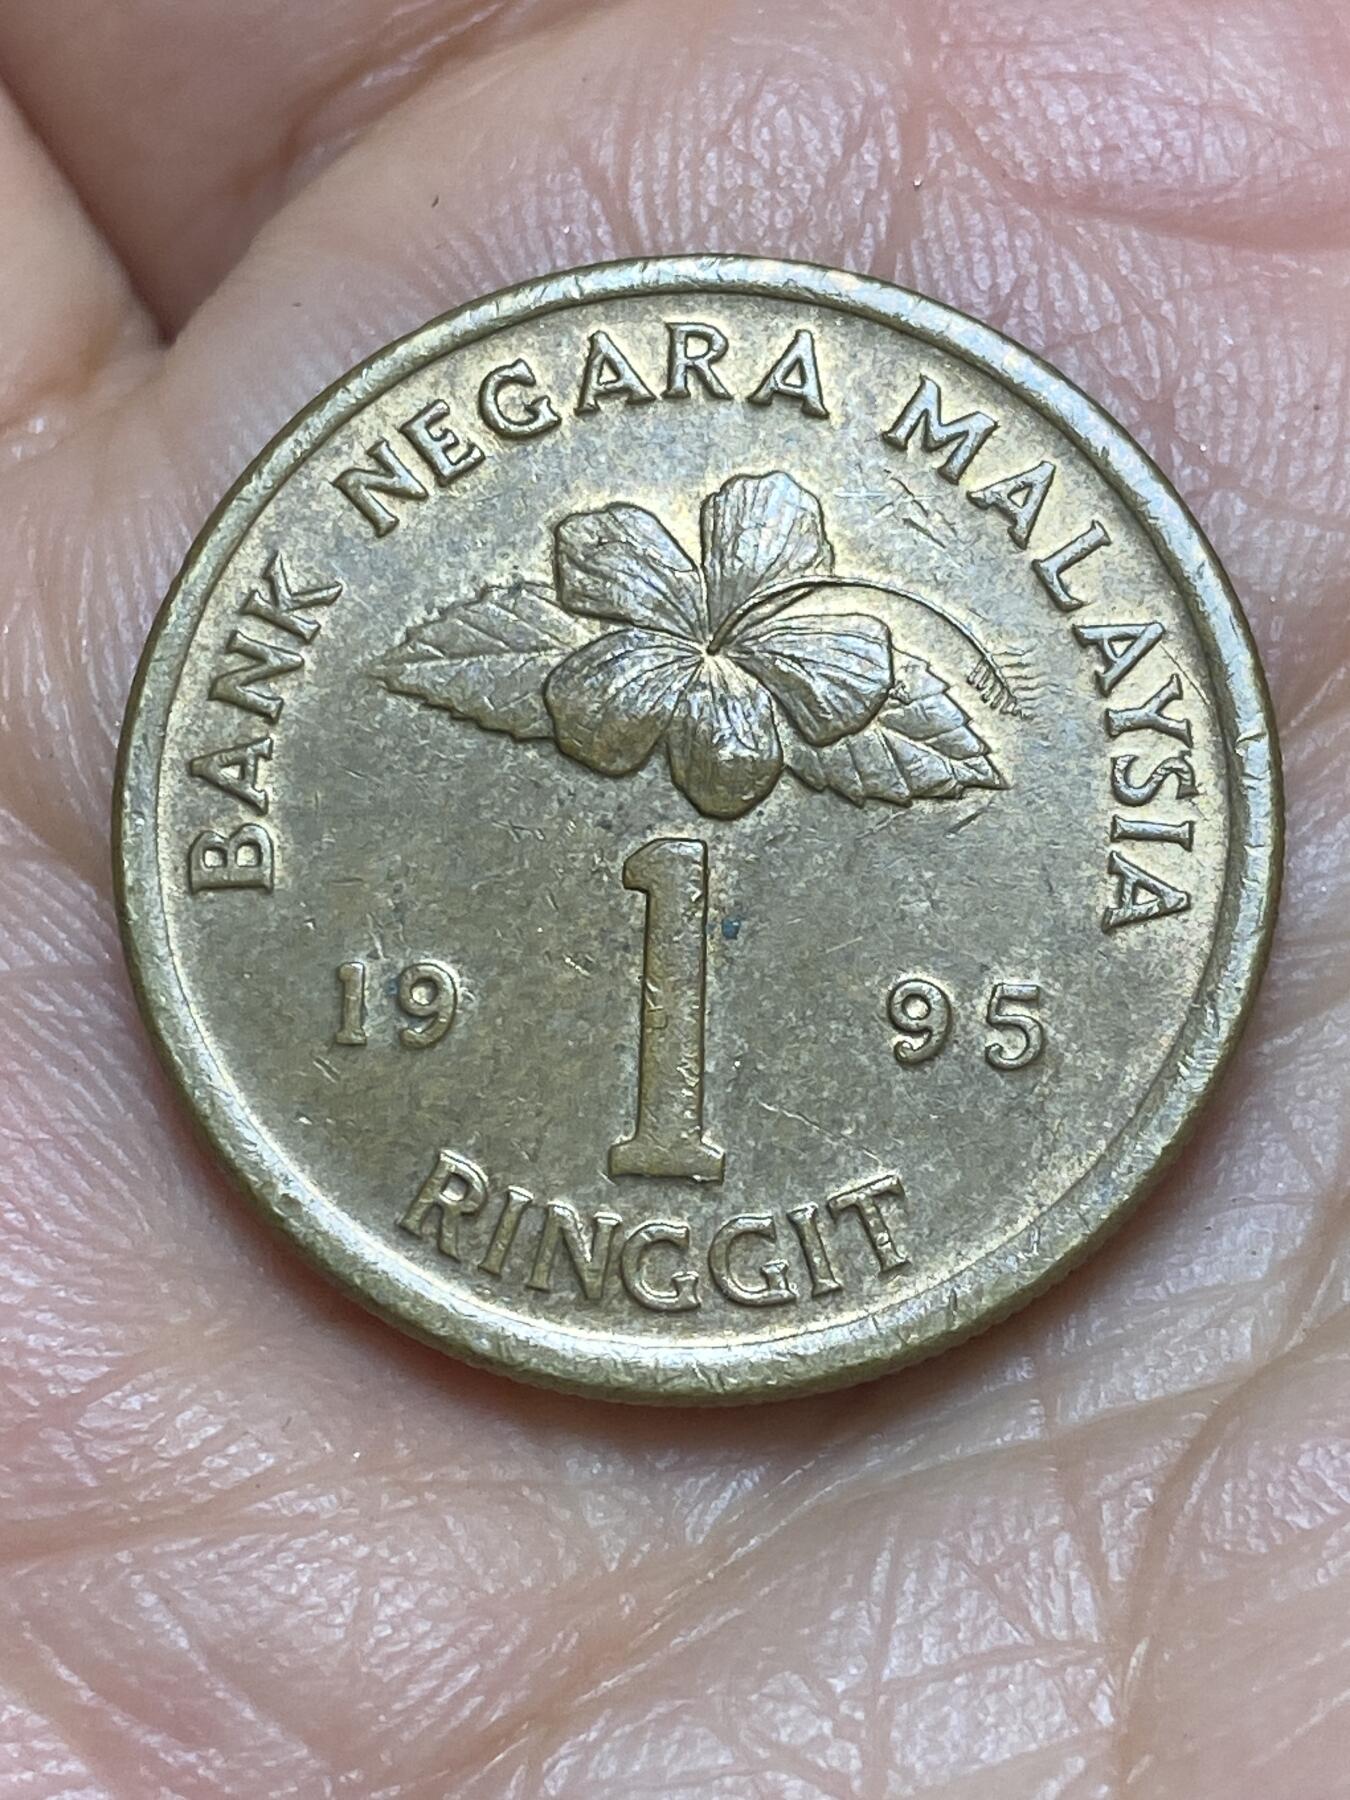 BANK NEGARA MALAYSIA
1
19 95
RINGGIT